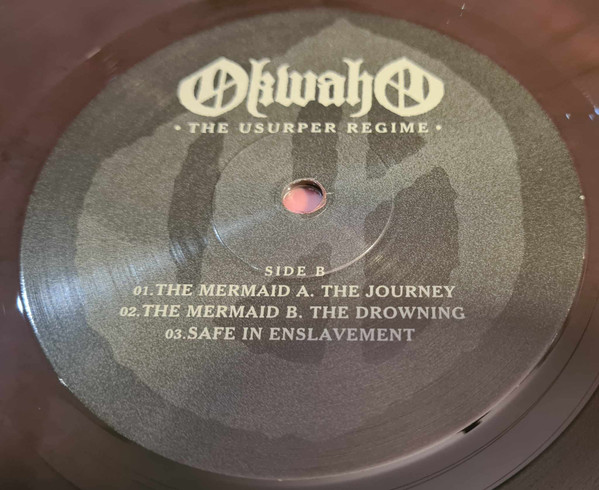 OkwahO
• THE USURPER REGIME •
SIDE B
01.THE MERMAID A. THE JOURNEY
02.THE MERMAID B. THE DROWNING
03.SAFE IN ENSLAVEMENT